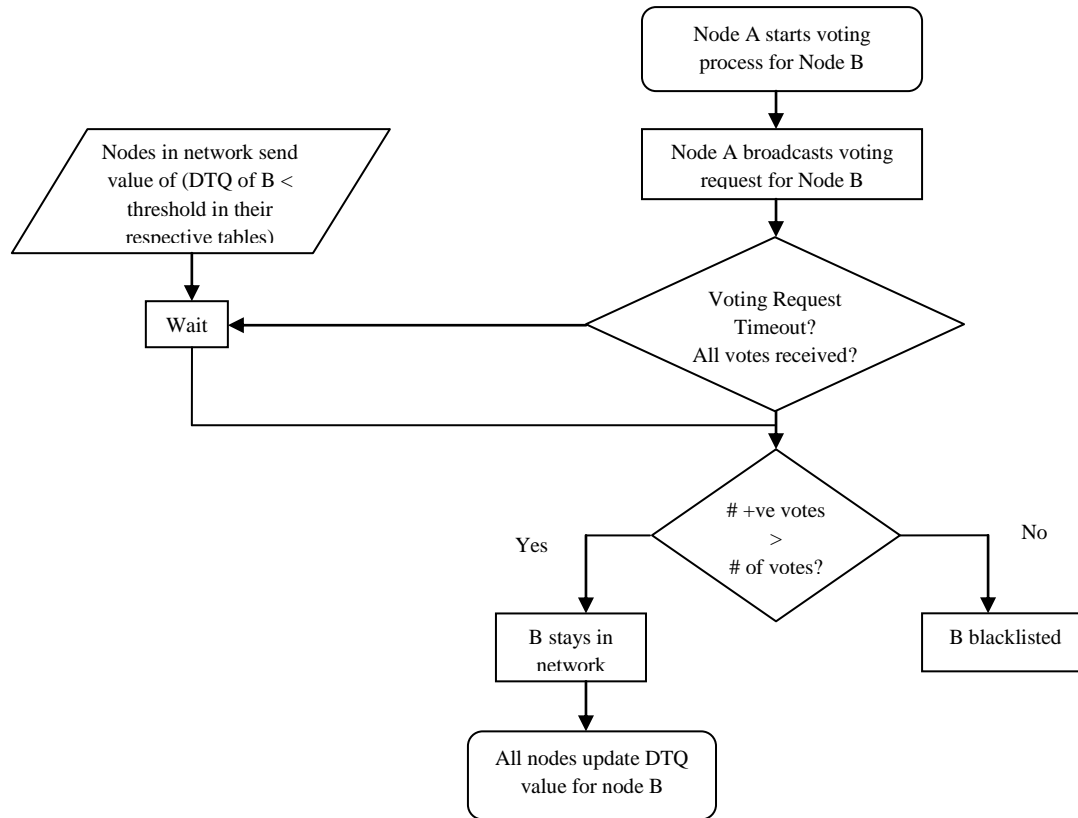 Node A starts voting
process for Node B
Node A broadcasts voting
request for Node B
Nodes in network send
value of (DTQ of B <
threshold in their
respective tables)
Voting Request
Timeout?
All votes received?
Wait
# +ve votes
>
# of votes?
Yes
No
B stays in
network
B blacklisted
All nodes update DTQ
value for node B